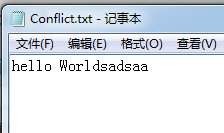 Conflict.txt - 记事本
文件(F) 编辑(E) 格式(O) 查看(V)
hello Worldsadsaa